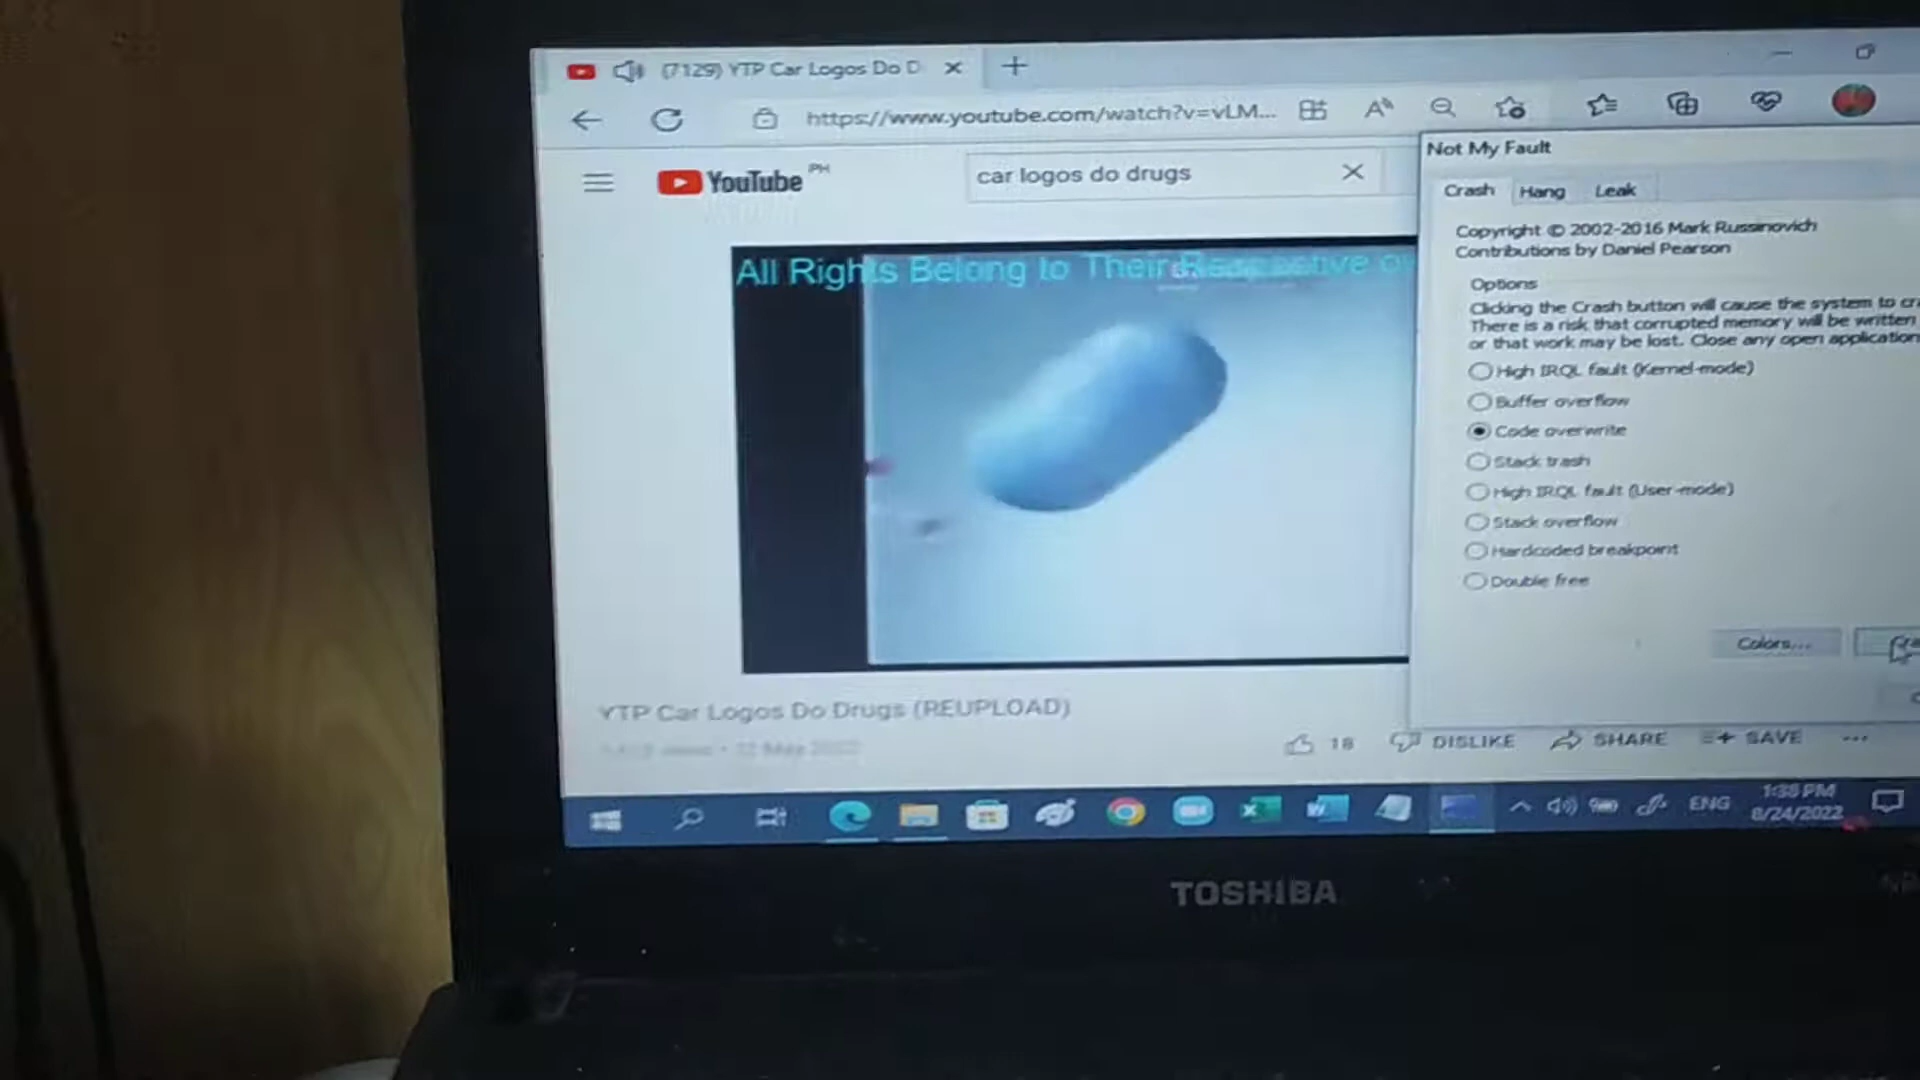 (7129) YTP Car Logos Do D
https://www.youtube.com/watch?v=vLM...
YouTube PH
car logos do drugs
Not My Fault
Crash Hang Leak
Copyright © 2002-2016 Mark Russinovich
Contributions by Daniel Pearson
Options
Clicking the Crash button will cause the system to cra
There is a risk that corrupted memory will be written
or that work may be lost. Close any open application
High IRQL fault (Kernel-mode)
Buffer overflow
Code overwrite
Stack trash
High IRQL fault (User-mode)
Stack overflow
Hardcoded breakpoint
Double free
Colors...
All Rights Belong to Their Respective o
YTP Car Logos Do Drugs (REUPLOAD)
18 DISLIKE SHARE SAVE
ENG
1:35 PM
8/24/2022
TOSHIBA